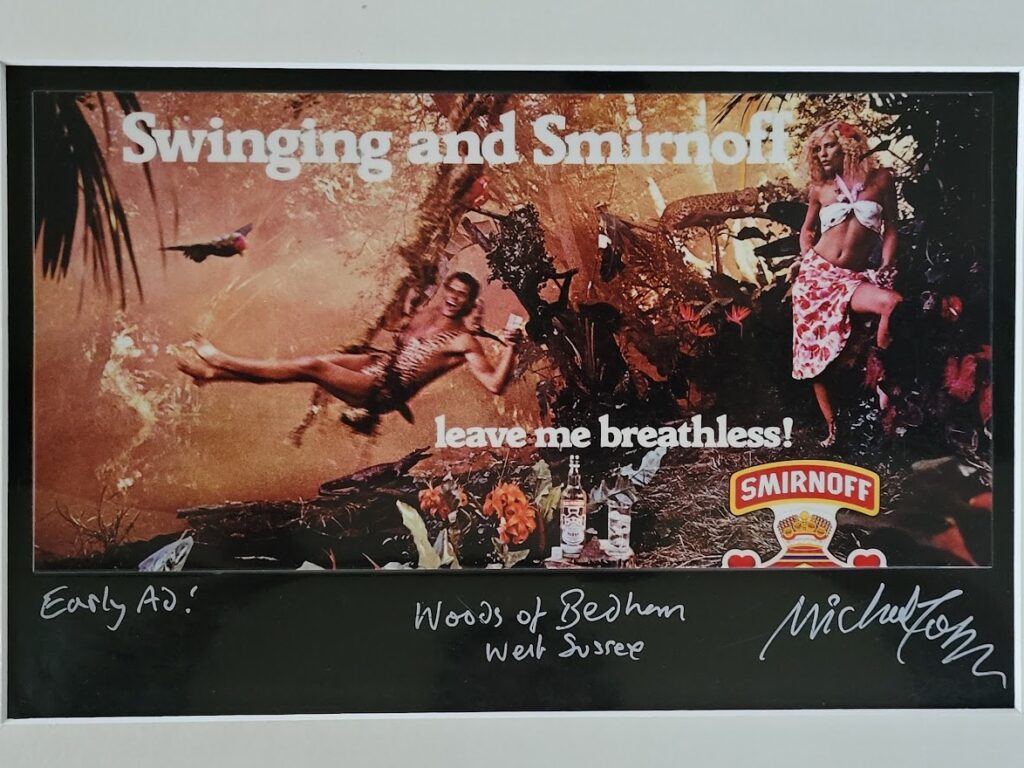 Swinging and Smirnoff
leave me breathless!
SMIRNOFF
Early AD!
Woods of Bedham
West Sussex